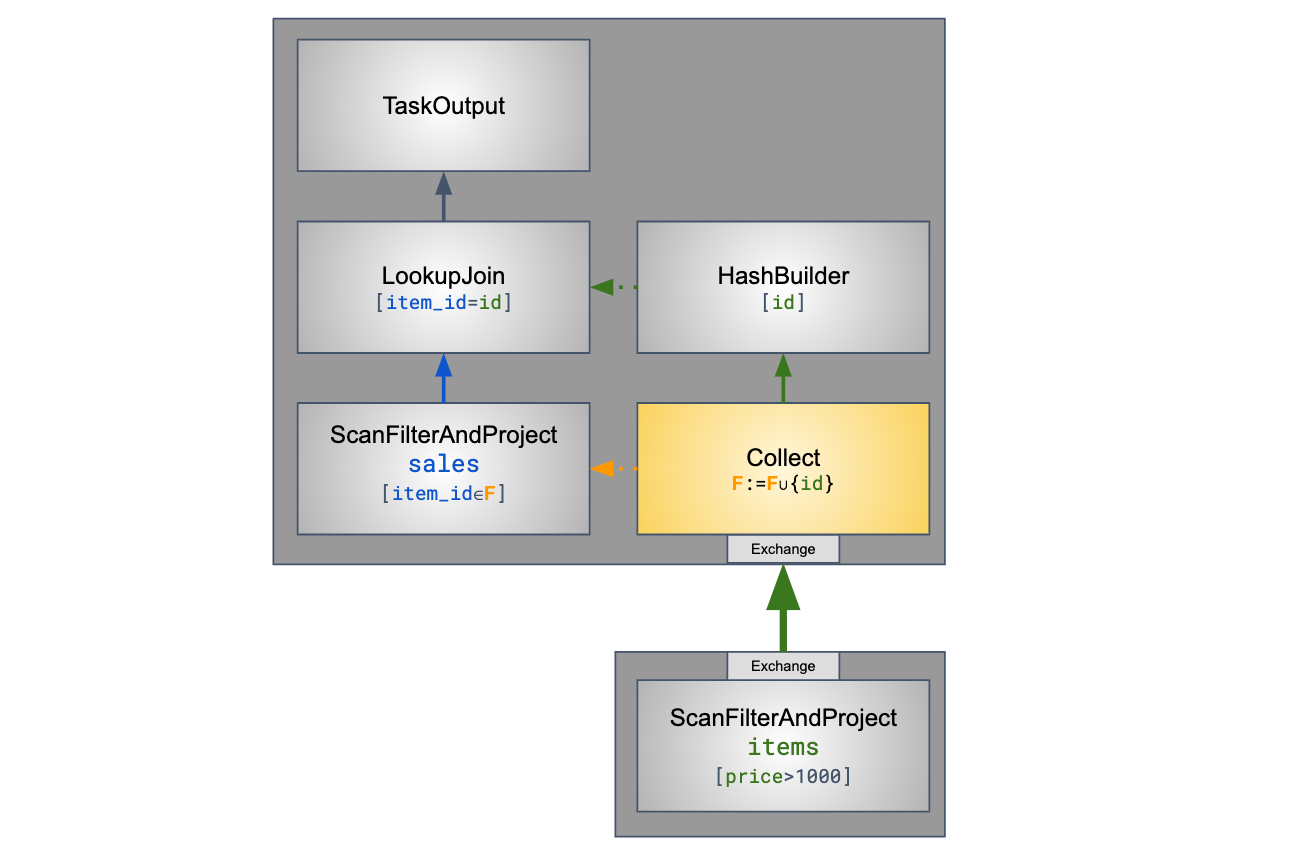 TaskOutput
LookupJoin
[item_id=id]
HashBuilder
[id]
ScanFilterAndProject
sales
[item_id∈F]
Collect
F:=F∪{id}
Exchange
Exchange
ScanFilterAndProject
items
[price>1000]